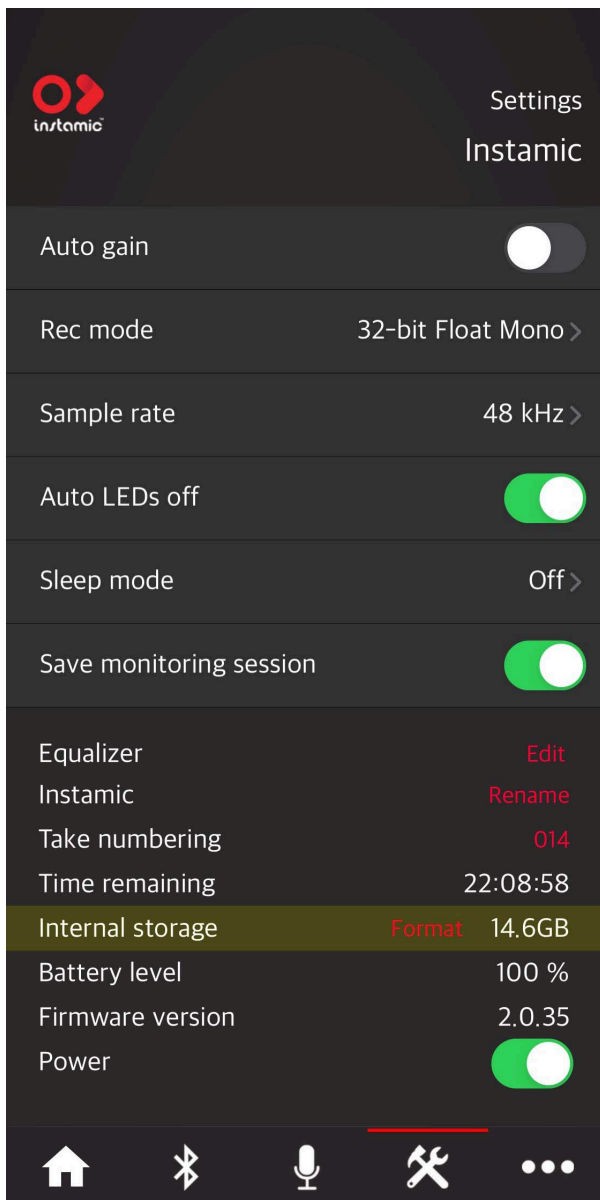 instamic
Settings
Instamic
Auto gain
Rec mode 32-bit Float Mono >
Sample rate 48 kHz >
Auto LEDs off
Sleep mode Off >
Save monitoring session
Equalizer Edit
Instamic Rename
Take numbering 014
Time remaining 22:08:58
Internal storage Format 14.6GB
Battery level 100 %
Firmware version 2.0.35
Power